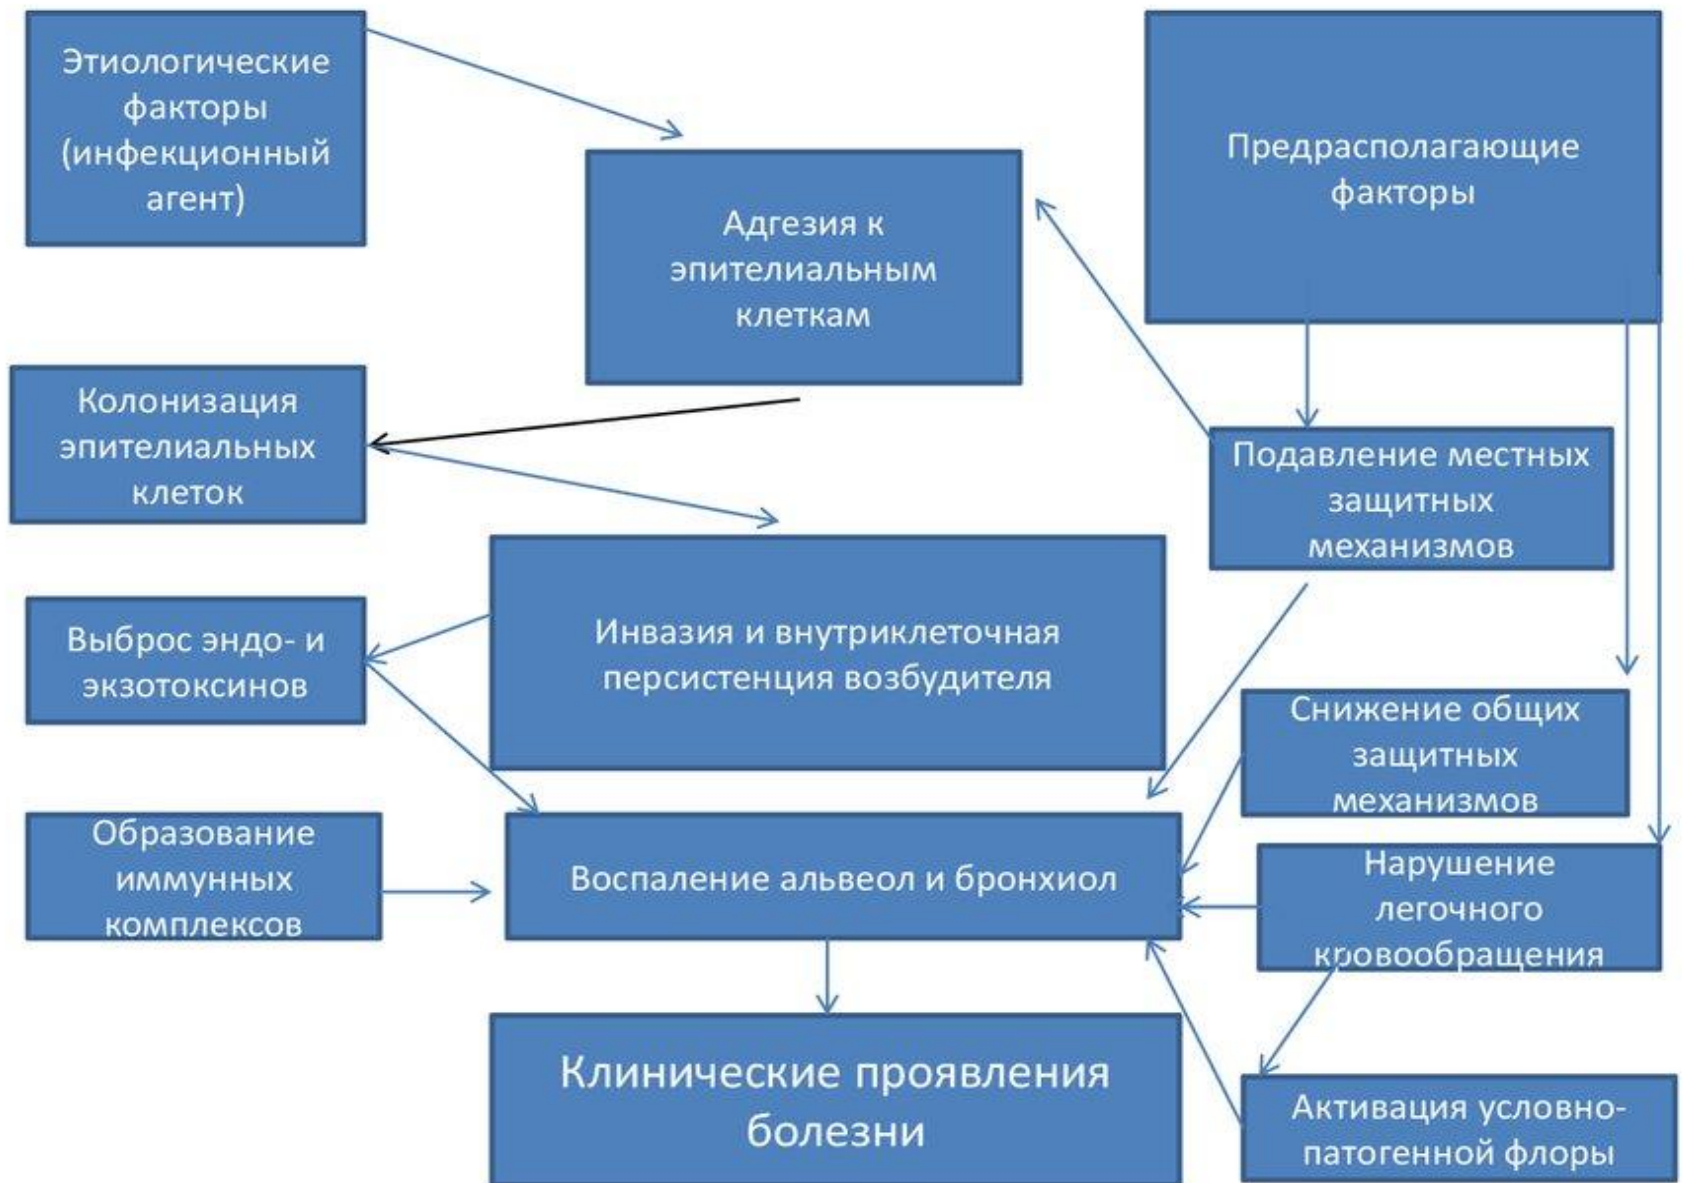 Этиологические
факторы
(инфекционный
агент)
Предрасполагающие
факторы
Адгезия к
эпителиальным
клеткам
Колонизация
эпителиальных
клеток
Подавление местных
защитных
механизмов
Выброс эндо- и
экзотоксинов
Инвазия и внутриклеточная
персистенция возбудителя
Снижение общих
защитных
механизмов
Образование
иммунных
комплексов
Воспаление альвеол и бронхиол
Нарушение
легочного
кровообращения
Клинические проявления
болезни
Активация условно-
патогенной флоры